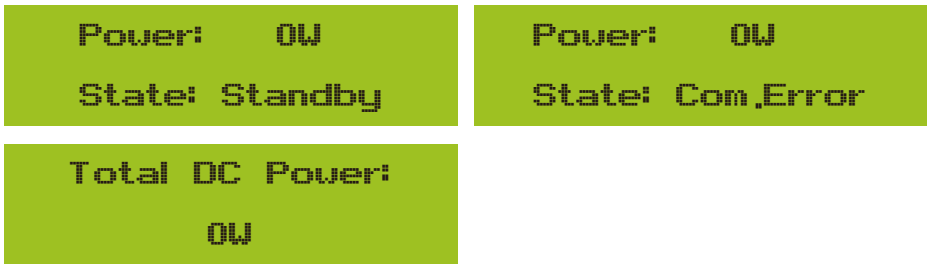 Power: 0W
State: Standby
Power: 0W
State: Com.Error
Total DC Power:
0W